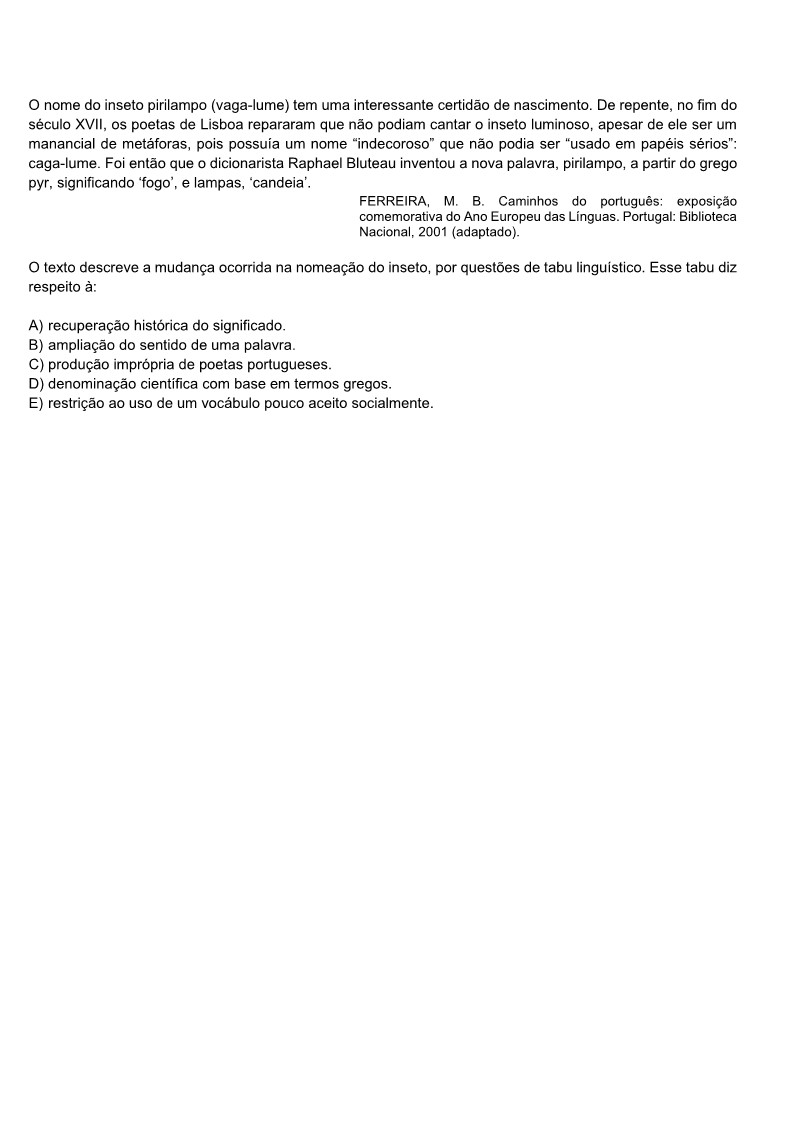 O nome do inseto pirilampo (vaga-lume) tem uma interessante certidão de nascimento. De repente, no fim do
século XVII, os poetas de Lisboa repararam que não podiam cantar o inseto luminoso, apesar de ele ser um
manancial de metáforas, pois possuía um nome “indecoroso” que não podia ser “usado em papéis sérios”:
caga-lume. Foi então que o dicionarista Raphael Bluteau inventou a nova palavra, pirilampo, a partir do grego
pyr, significando ‘fogo’, e lampas, ‘candeia’.
FERREIRA, M. B. Caminhos do português: exposição
comemorativa do Ano Europeu das Línguas. Portugal: Biblioteca
Nacional, 2001 (adaptado).
O texto descreve a mudança ocorrida na nomeação do inseto, por questões de tabu linguístico. Esse tabu diz
respeito à:
A) recuperação histórica do significado.
B) ampliação do sentido de uma palavra.
C) produção imprópria de poetas portugueses.
D) denominação científica com base em termos gregos.
E) restrição ao uso de um vocábulo pouco aceito socialmente.